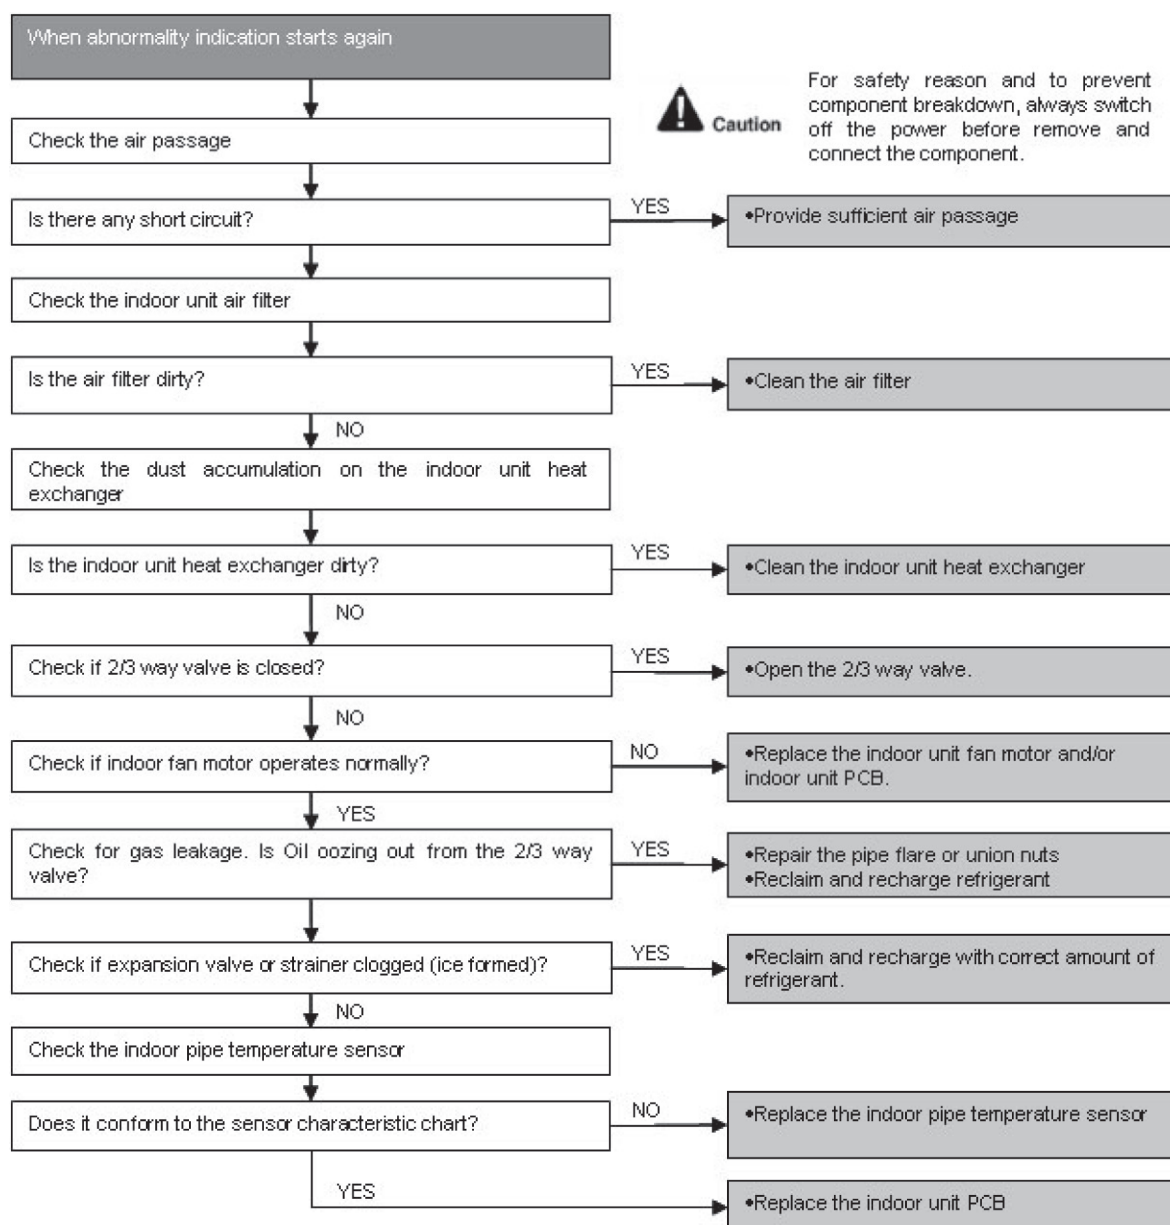 When abnormality indication starts again
For safety reason and to prevent
component breakdown, always switch
off the power before remove and
connect the component.
Caution
Check the air passage
Is there any short circuit?
YES
•Provide sufficient air passage
Check the indoor unit air filter
Is the air filter dirty?
YES
•Clean the air filter
NO
Check the dust accumulation on the indoor unit heat
exchanger
Is the indoor unit heat exchanger dirty?
YES
•Clean the indoor unit heat exchanger
NO
Check if 2/3 way valve is closed?
YES
•Open the 2/3 way valve.
NO
Check if indoor fan motor operates normally?
NO
•Replace the indoor unit fan motor and/or
indoor unit PCB.
YES
Check for gas leakage. Is Oil oozing out from the 2/3 way
valve?
YES
•Repair the pipe flare or union nuts
•Reclaim and recharge refrigerant
Check if expansion valve or strainer clogged (ice formed)?
YES
•Reclaim and recharge with correct amount of
refrigerant.
NO
Check the indoor pipe temperature sensor
Does it conform to the sensor characteristic chart?
NO
•Replace the indoor pipe temperature sensor
YES
•Replace the indoor unit PCB